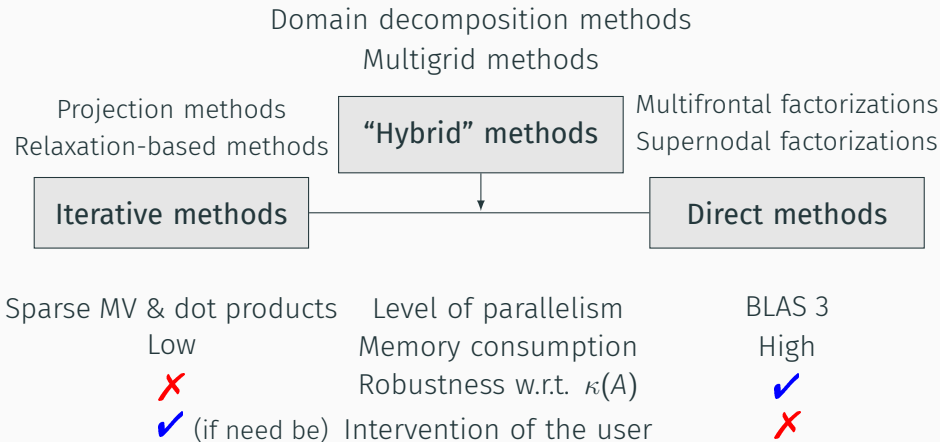 Domain decomposition methods
Multigrid methods
Projection methods
Relaxation-based methods
“Hybrid” methods
Multifrontal factorizations
Supernodal factorizations
Iterative methods
Direct methods
Sparse MV & dot products Level of parallelism BLAS 3
Low Memory consumption High
✗ Robustness w.r.t. κ(A) ✓
✓ (if need be) Intervention of the user ✗